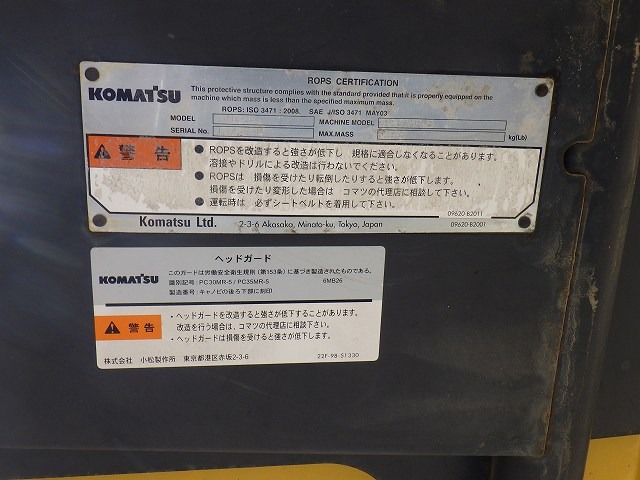 KOMATSU
ROPS CERTIFICATION
This protective structure complies with the standard provided that it is properly equipped on the
machine which mass is less than the specified maximum mass.
ROPS: ISO 3471 : 2008. SAE J/ISO 3471 MAY03
MODEL MACHINE MODEL
SERIAL No. MAX.MASS kg(Lb)
警告
● ROPSを改造すると強さが低下し 規格に適合しなくなることがあります。
溶接やドリルによる改造は行わないでください。
● ROPSは 損傷を受けたり転倒したりすると強さが低下します。
損傷を受けたり変形した場合は コマツの代理店に相談して下さい。
● 運転時は 必ずシートベルトを着用して下さい。
09620-B2011
Komatsu Ltd. 2-3-6 Akasaka, Minato-ku, Tokyo, Japan 09620-B2001
ヘッドガード
KOMATSU
このガードは労働安全衛生規則（第153条）に基づき製造されたものである。
識別記号: PC30MR-5 / PC35MR-5 6MB26
製造番号: キャノピの後ろ下部に刻印
警告
・ヘッドガードを改造すると強さが低下することがあります。
改造を行う場合は、コマツの代理店に相談下さい。
・ヘッドガードは損傷を受けると強さが低下します。
株式会社 小松製作所 東京都港区赤坂2-3-6 22F-98-51330